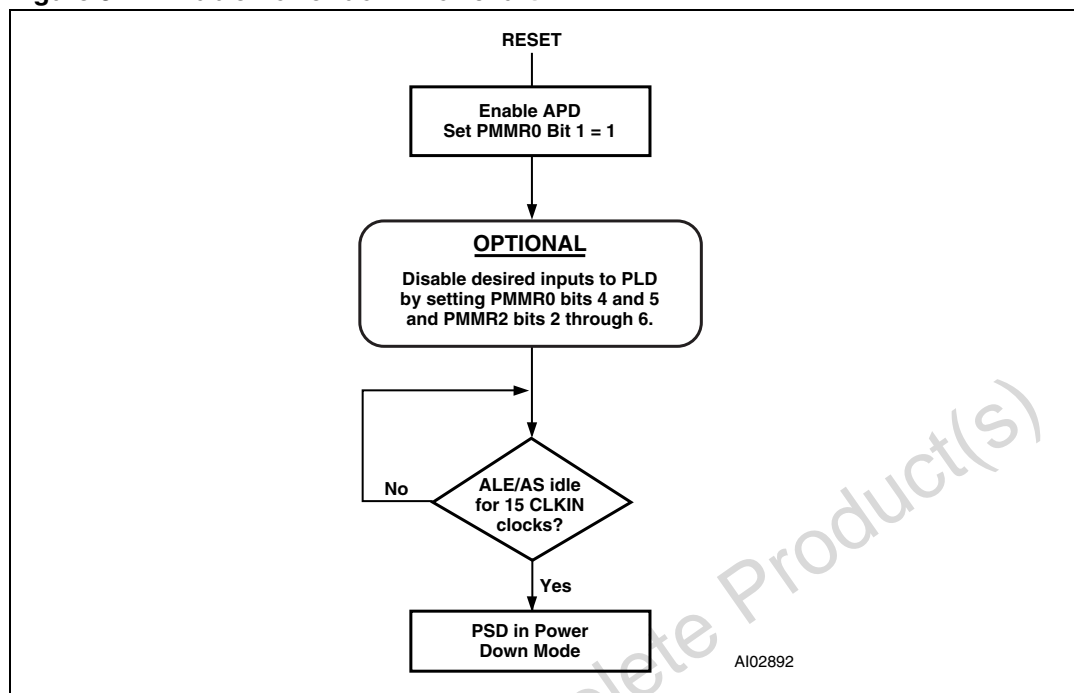 RESET
Enable APD
Set PMMR0 Bit 1 = 1
OPTIONAL
Disable desired inputs to PLD
by setting PMMR0 bits 4 and 5
and PMMR2 bits 2 through 6.
No
ALE/AS idle
for 15 CLKIN
clocks?
Yes
PSD in Power
Down Mode
AI02892
Product(s)